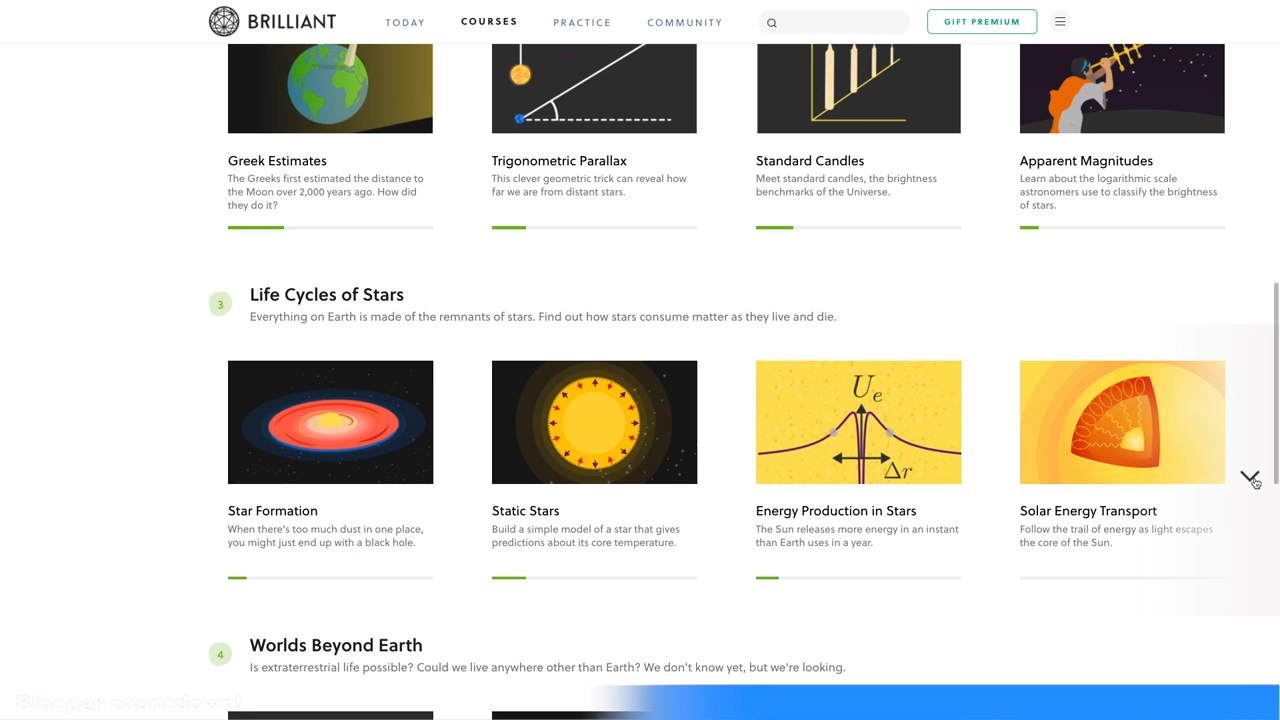 BRILLIANT
TODAY
COURSES
PRACTICE
COMMUNITY
GIFT PREMIUM
Greek Estimates
The Greeks first estimated the distance to
the Moon over 2,000 years ago. How did
they do it?
Trigonometric Parallax
This clever geometric trick can reveal how
far we are from distant stars.
Standard Candles
Meet standard candles, the brightness
benchmarks of the Universe.
Apparent Magnitudes
Learn about the logarithmic scale
astronomers use to classify the brightness
of stars.
3
Life Cycles of Stars
Everything on Earth is made of the remnants of stars. Find out how stars consume matter as they live and die.
U_e
Δr
Star Formation
When there's too much dust in one place,
you might just end up with a black hole.
Static Stars
Build a simple model of a star that gives
predictions about its core temperature.
Energy Production in Stars
The Sun releases more energy in an instant
than Earth uses in a year.
Solar Energy Transport
Follow the trail of energy as light escapes
the core of the Sun.
4
Worlds Beyond Earth
Is extraterrestrial life possible? Could we live anywhere other than Earth? We don't know yet, but we're looking.
Blooper countdown!